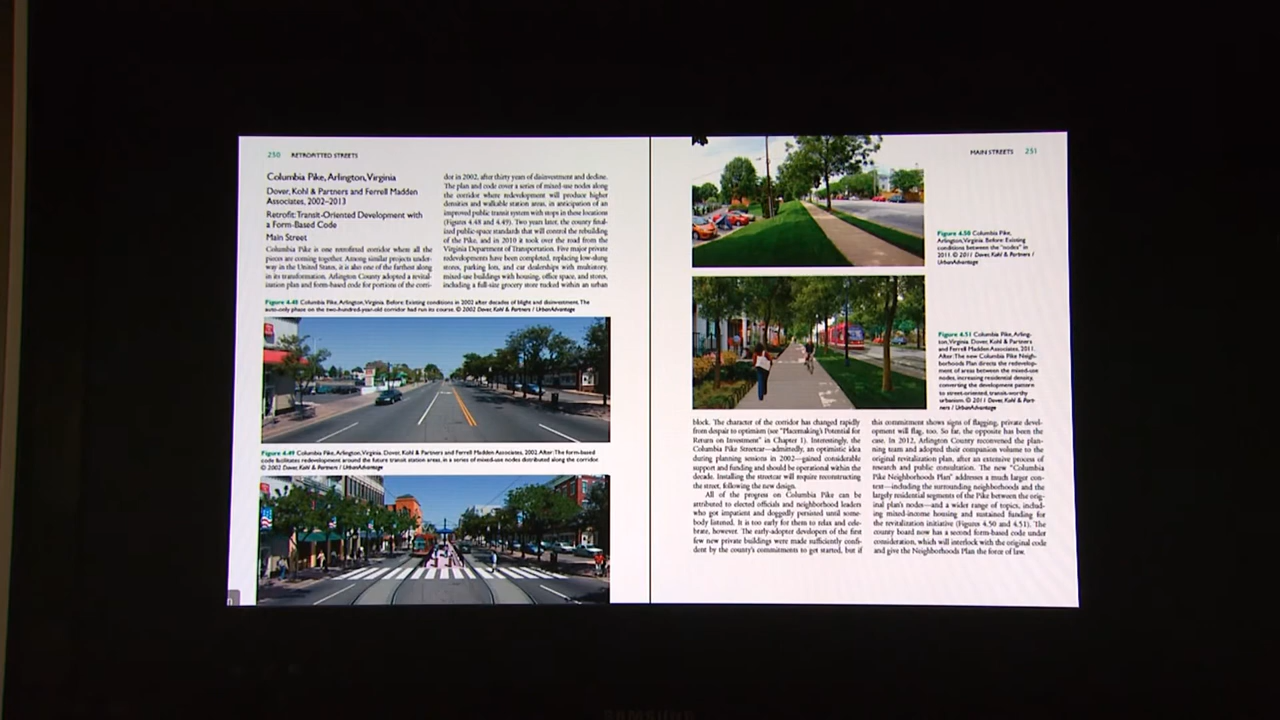 250 RETROFITTED STREETS
Columbia Pike, Arlington, Virginia
Dover, Kohl & Partners and Ferrell Madden
Associates, 2002–2013
Retrofit: Transit-Oriented Development with
a Form-Based Code
Main Street
Columbia Pike is one retrofitted corridor where all the
pieces are coming together. Among similar projects under-
way in the United States, it is also one of the farthest along
in its transformation. Arlington County adopted a revital-
ization plan and form-based code for portions of the corri-
dor in 2002, after thirty years of disinvestment and decline.
The plan and code cover a series of mixed-use nodes along
the corridor where redevelopment will produce higher
densities and walkable station areas, in anticipation of an
improved public transit system with stops in these locations
(Figures 4.48 and 4.49). Two years later, the county final-
ized public-space standards that will control the rebuilding
of the Pike, and in 2010 it took over the road from the
Virginia Department of Transportation. Five major private
redevelopments have been completed, replacing low-slung
stores, parking lots, and car dealerships with multistory,
mixed-use buildings with housing, office space, and stores,
including a full-size grocery store tucked within an urban
Figure 4.48 Columbia Pike, Arlington, Virginia. Before: Existing conditions in 2002 after decades of blight and disinvestment. The
auto-only phase on the two-hundred-year-old corridor had run its course. © 2002 Dover, Kohl & Partners / UrbanAdvantage
Figure 4.49 Columbia Pike, Arlington, Virginia. Dover, Kohl & Partners and Ferrell Madden Associates, 2002. After: The form-based
code facilitates redevelopment around the future transit station areas, in a series of mixed-use nodes distributed along the corridor.
© 2002 Dover, Kohl & Partners / UrbanAdvantage
MAIN STREETS 251
Figure 4.50 Columbia Pike,
Arlington, Virginia. Before: Existing
conditions between the "nodes" in
2011. © 2011 Dover, Kohl & Partners /
UrbanAdvantage
Figure 4.51 Columbia Pike, Arling-
ton, Virginia. Dover, Kohl & Partners
and Ferrell Madden Associates, 2011.
After: The new Columbia Pike Neigh-
borhoods Plan directs the redevelop-
ment of areas between the mixed-use
nodes, increasing residential density,
converting the development pattern
to street-oriented, transit-worthy
urbanism. © 2011 Dover, Kohl & Part-
ners / UrbanAdvantage
block. The character of the corridor has changed rapidly
from despair to optimism (see "Placemaking's Potential for
Return on Investment" in Chapter 1). Interestingly, the
Columbia Pike Streetcar—admittedly, an optimistic idea
during planning sessions in 2002—gained considerable
support and funding and should be operational within the
decade. Installing the streetcar will require reconstructing
the street, following the new design.
All of the progress on Columbia Pike can be
attributed to elected officials and neighborhood leaders
who got impatient and doggedly persisted until some-
body listened. It is too early for them to relax and cele-
brate, however. The early-adopter developers of the first
few new private buildings were made sufficiently confi-
dent by the county's commitments to get started, but if
this commitment shows signs of flagging, private devel-
opment will flag, too. So far, the opposite has been the
case. In 2012, Arlington County reconvened the plan-
ning team and adopted their companion volume to the
original revitalization plan, after an extensive process of
research and public consultation. The new "Columbia
Pike Neighborhoods Plan" addresses a much larger con-
text—including the surrounding neighborhoods and the
largely residential segments of the Pike between the orig-
inal plan's nodes—and a wider range of topics, includ-
ing mixed-income housing and sustained funding for
the revitalization initiative (Figures 4.50 and 4.51). The
county board now has a second form-based code under
consideration, which will interlock with the original code
and give the Neighborhoods Plan the force of law.
SAMSUNG